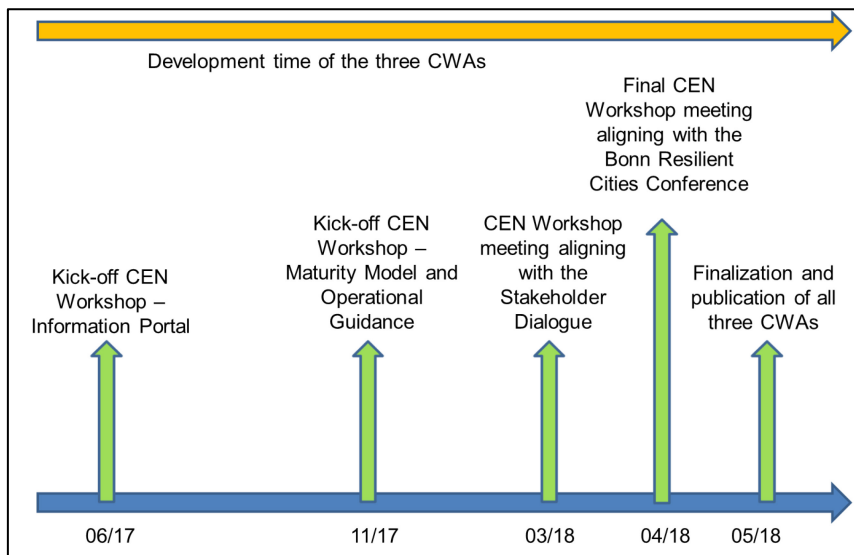 Development time of the three CWAs
Final CEN
Workshop meeting
aligning with the
Bonn Resilient
Cities Conference
Kick-off CEN
Workshop –
Maturity Model and
Operational
Guidance
CEN Workshop
meeting aligning
with the
Stakeholder
Dialogue
Kick-off CEN
Workshop –
Information Portal
Finalization and
publication of all
three CWAs
06/17
11/17
03/18
04/18
05/18